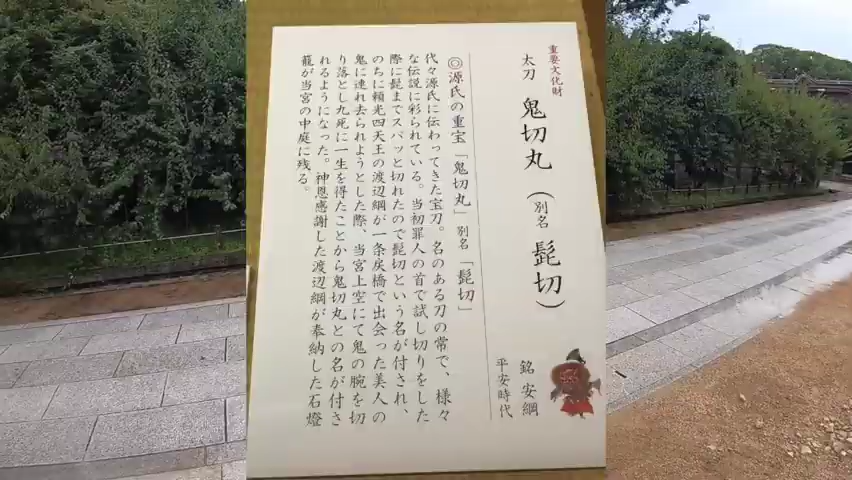 重要文化財
太刀 鬼切丸（別名 髭切）
銘 安綱
平安時代
◎源氏の重宝「鬼切丸」別名「髭切」
代々源氏に伝わってきた宝刀。名のある刀の常で、様々
な伝説に彩られている。当初罪人の首で試し切りをした
際に髭までスパッと切れたので髭切という名が付され、
のちに頼光四天王の渡辺綱が一条戻橋で出会った美人の
鬼に連れ去られようとした際、当宮上空にて鬼の腕を切
り落とし九死に一生を得たことから鬼切丸との名が付さ
れるようになった。神恩感謝した渡辺綱が奉納した石燈
籠が当宮の中庭に残る。